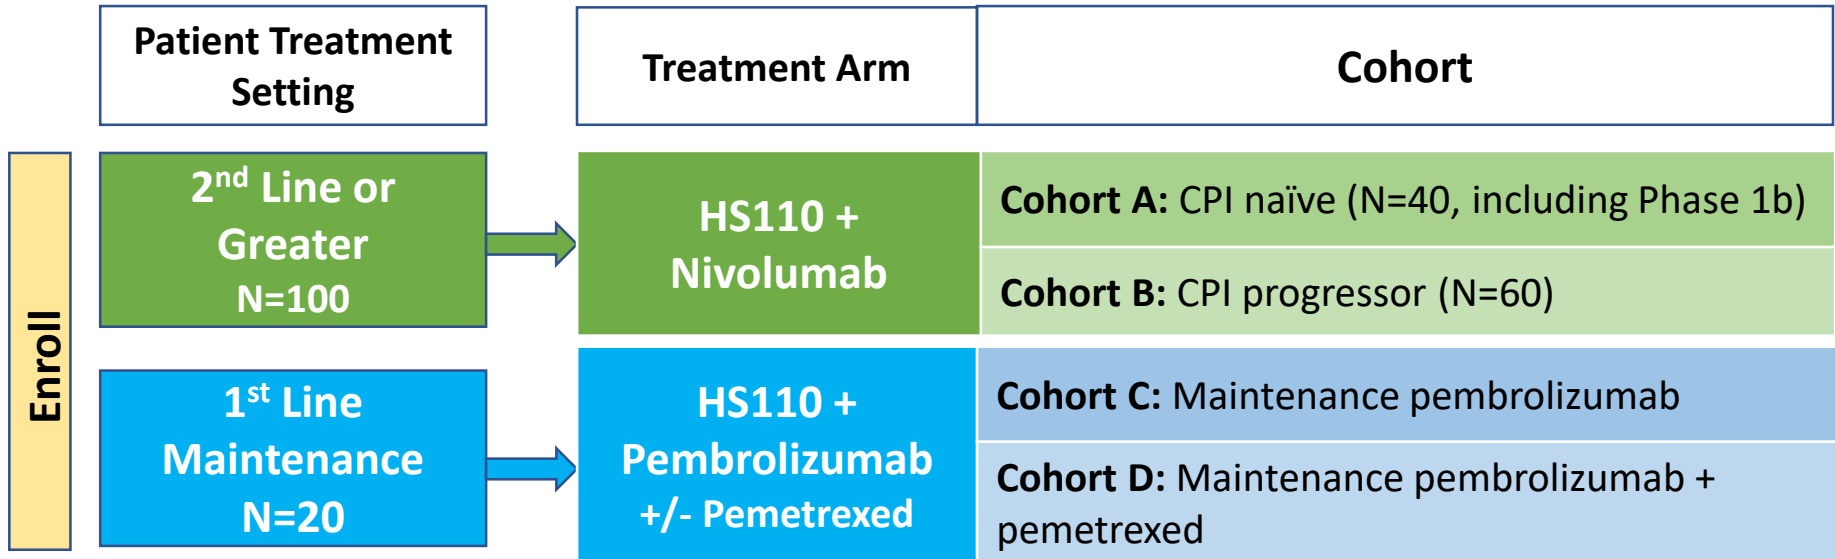 Patient Treatment
Setting
Treatment Arm
Cohort
Enroll
2nd Line or
Greater
N=100
HS110 +
Nivolumab
Cohort A: CPI naïve (N=40, including Phase 1b)
Cohort B: CPI progressor (N=60)
1st Line
Maintenance
N=20
HS110 +
Pembrolizumab
+/- Pemetrexed
Cohort C: Maintenance pembrolizumab
Cohort D: Maintenance pembrolizumab +
pemetrexed